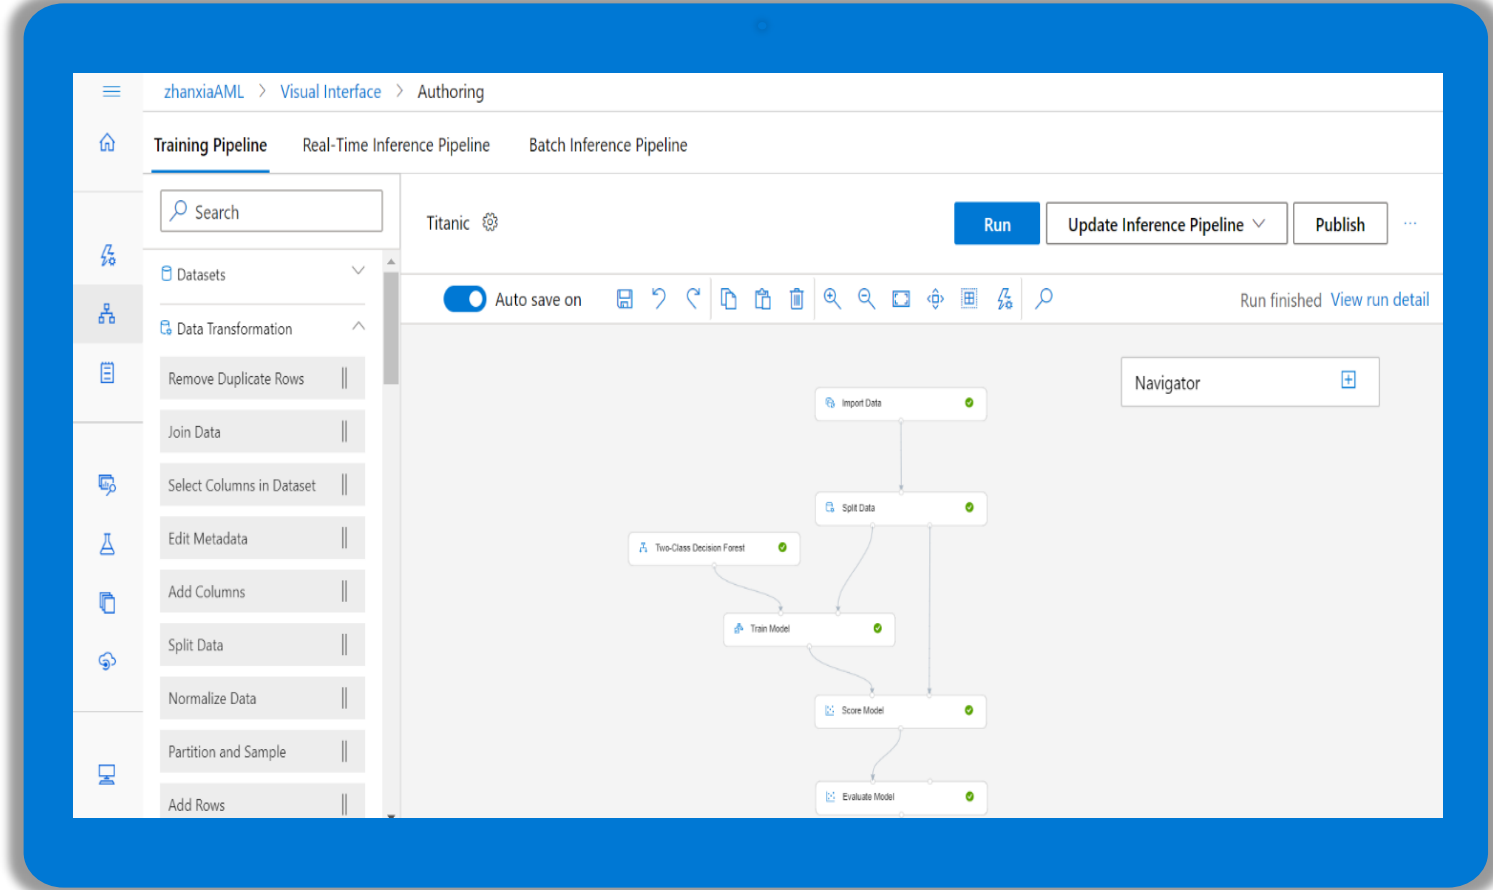 zhanxiaAML > Visual Interface > Authoring
Training Pipeline Real-Time Inference Pipeline Batch Inference Pipeline
Search
Titanic
Run Update Inference Pipeline Publish ...
Datasets
Auto save on
Run finished View run detail
Data Transformation
Remove Duplicate Rows
Join Data
Select Columns in Dataset
Edit Metadata
Add Columns
Split Data
Normalize Data
Partition and Sample
Add Rows
Navigator
Import Data
Split Data
Two-Class Decision Forest
Train Model
Score Model
Evaluate Model